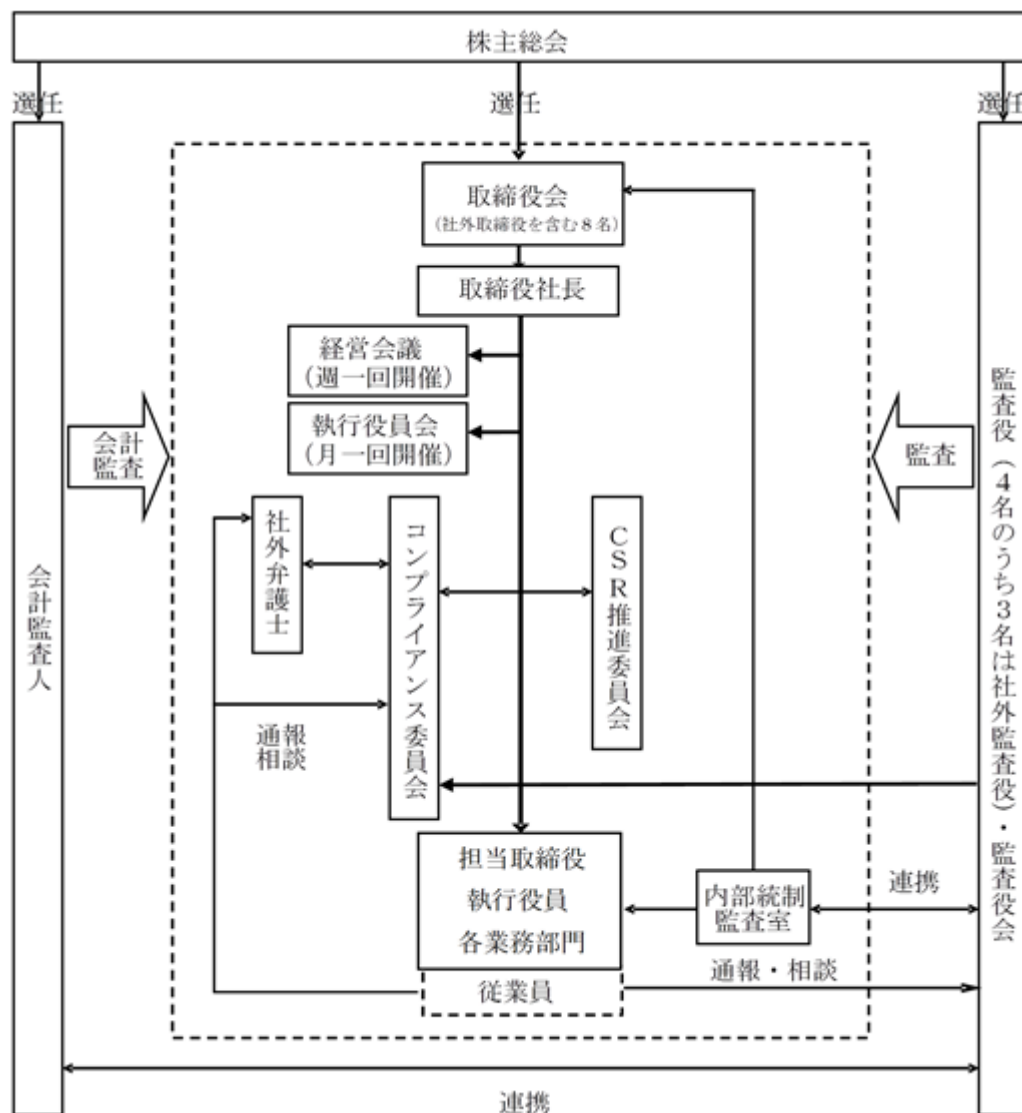 株主総会
選任
選任
選任
取締役会
(社外取締役を含む8名)
取締役社長
経営会議
(週一回開催)
執行役員会
(月一回開催)
会計
監査
監査
社外弁護士
コンプライアンス委員会
CSR推進委員会
会計監査人
監査役(4名のうち3名は社外監査役)・監査役会
通報
相談
担当取締役
執行役員
各業務部門
従業員
内部統制
監査室
連携
通報・相談
連携